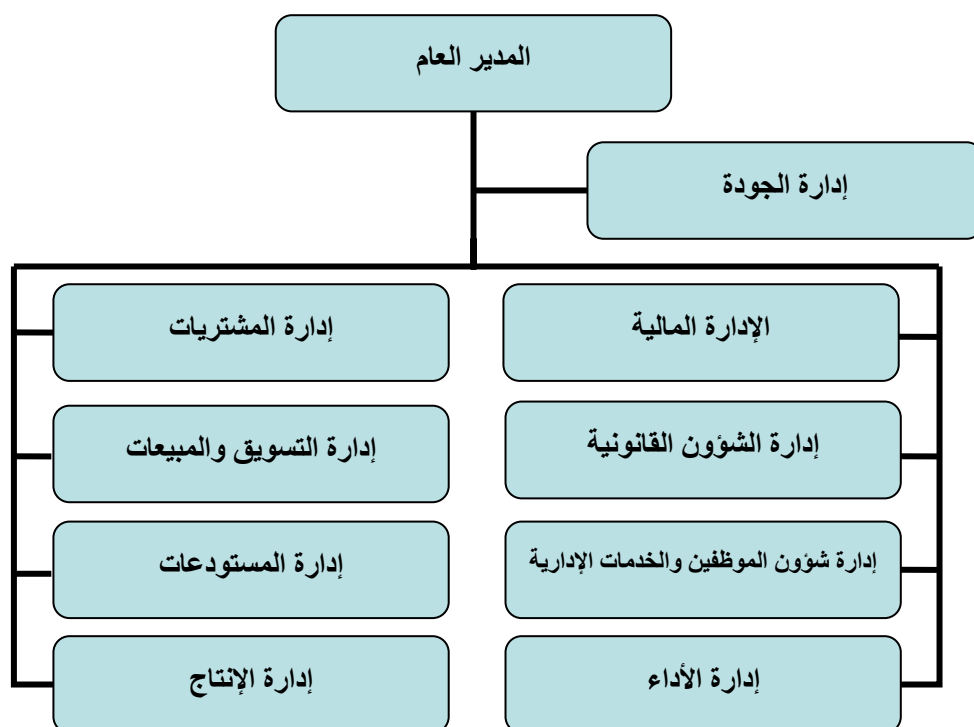 المدير العام
إدارة الجودة
الإدارة المالية
إدارة المشتريات
إدارة الشؤون القانونية
إدارة التسويق والمبيعات
إدارة شؤون الموظفين والخدمات الإدارية
إدارة المستودعات
إدارة الأداء
إدارة الإنتاج